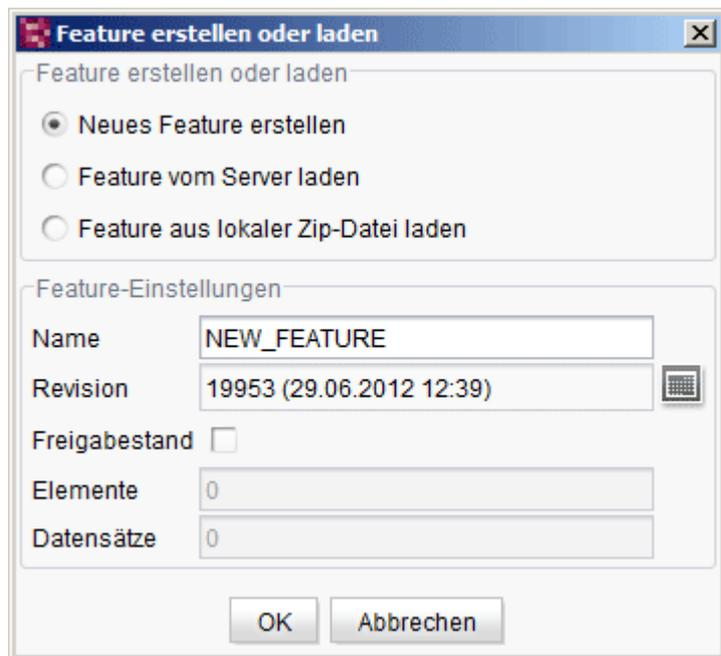 Feature erstellen oder laden
Feature erstellen oder laden
Neues Feature erstellen
Feature vom Server laden
Feature aus lokaler Zip-Datei laden
Feature-Einstellungen
Name NEW_FEATURE
Revision 19953 (29.06.2012 12:39)
Freigabestand
Elemente 0
Datensätze 0
OK Abbrechen